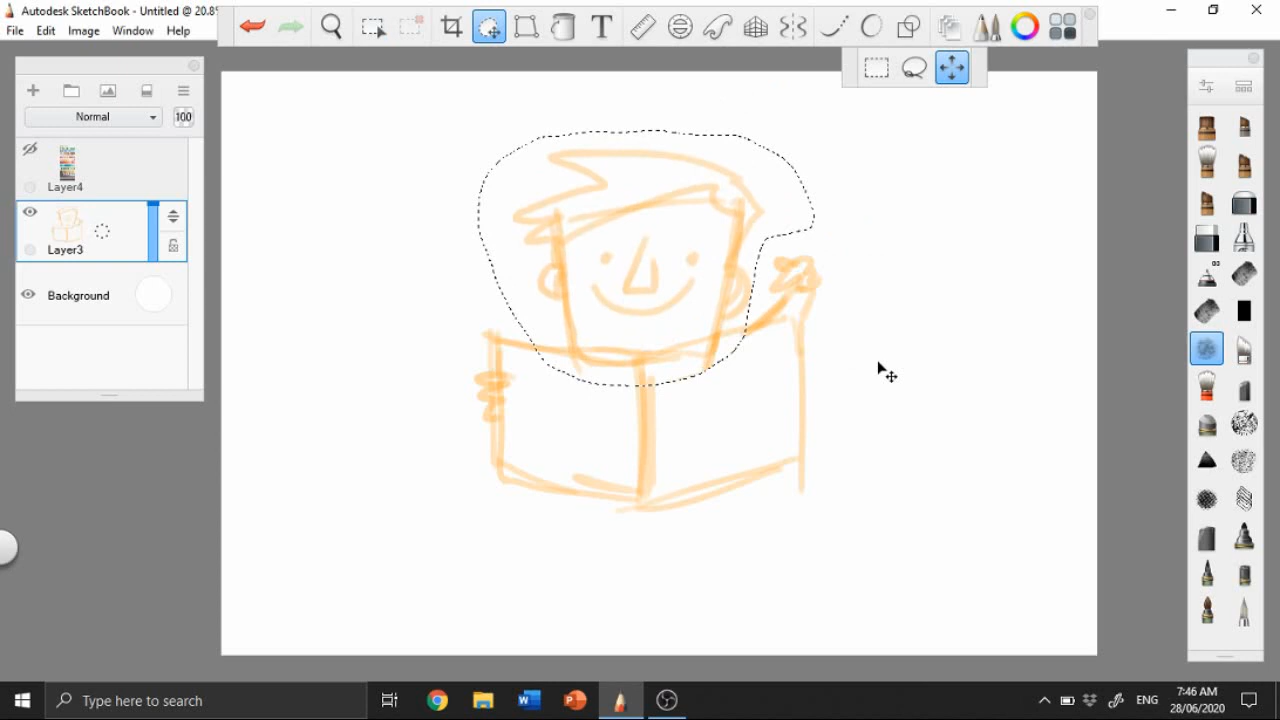 Autodesk SketchBook - Untitled @ 20.8%
File Edit Image Window Help
T
Normal
100
Layer4
Layer3
Background
Type here to search
ENG
7:46 AM
28/06/2020